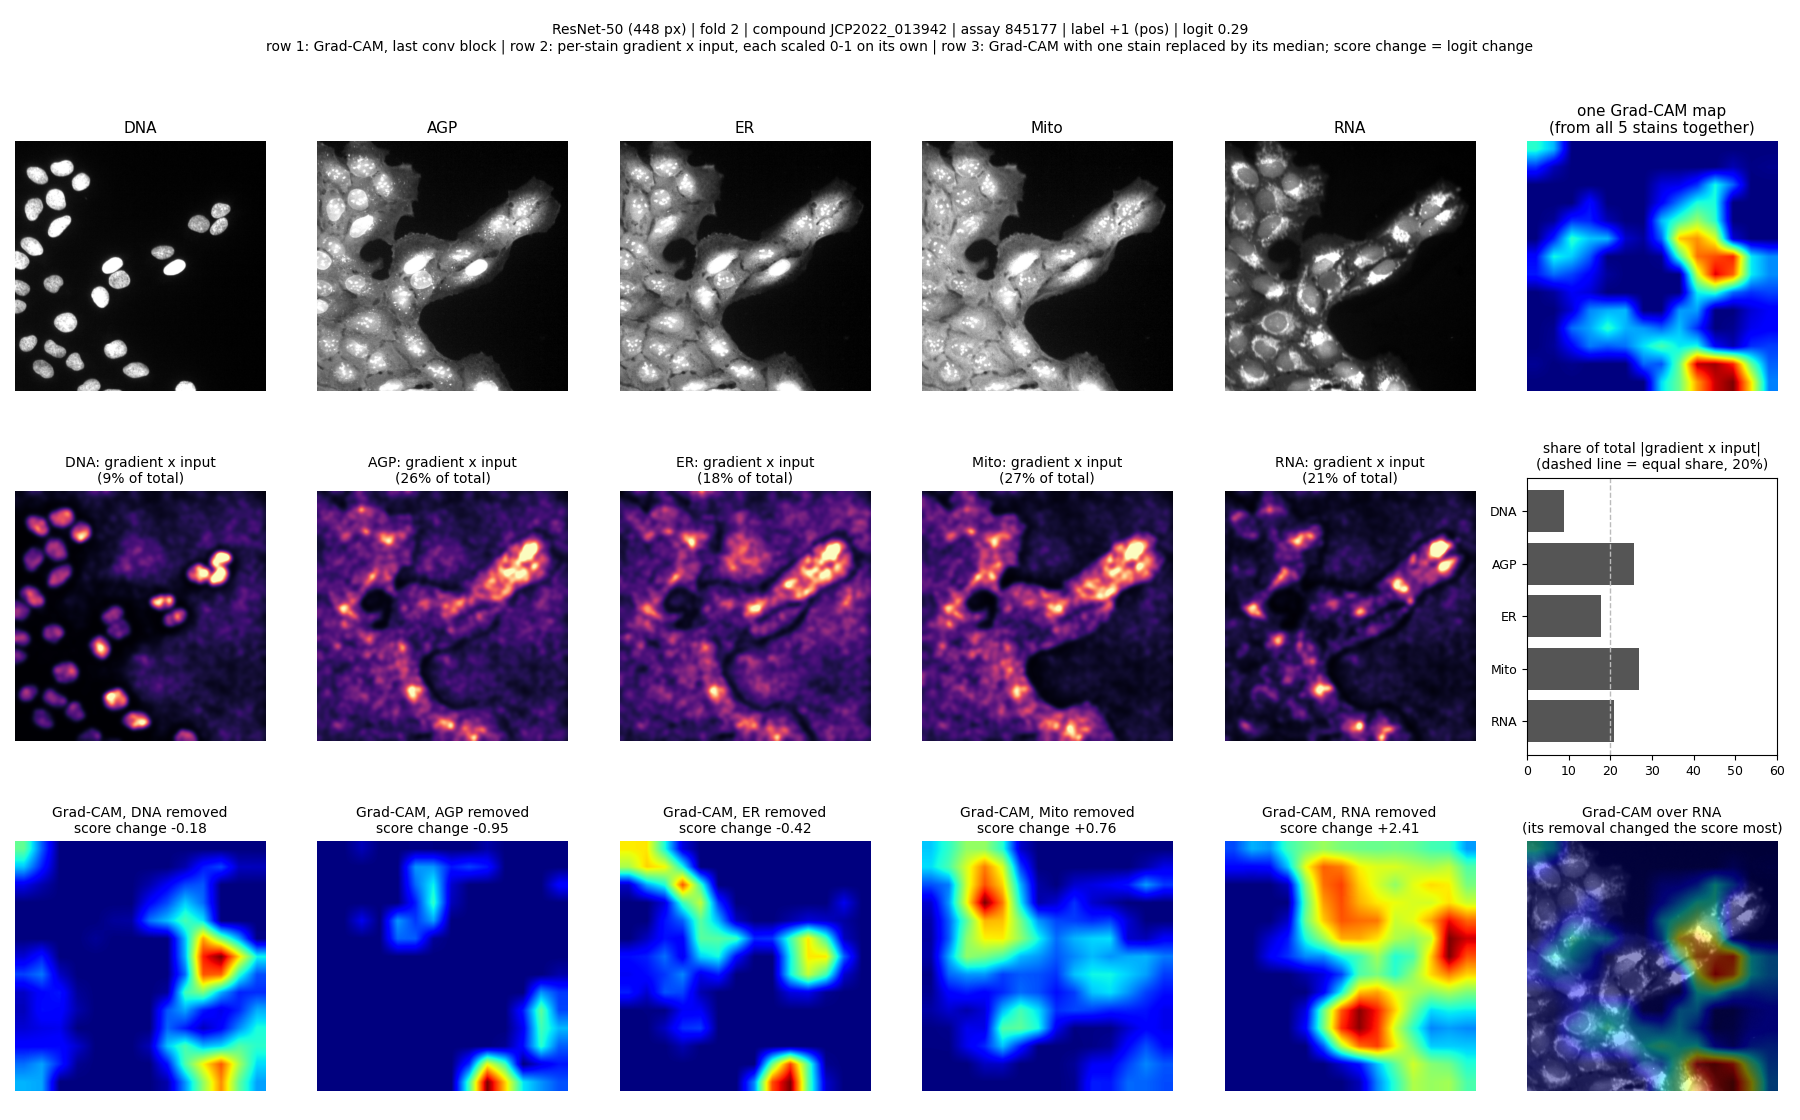 ResNet-50 (448 px) | fold 2 | compound JCP2022_013942 | assay 845177 | label +1 (pos) | logit 0.29
row 1: Grad-CAM, last conv block | row 2: per-stain gradient x input, each scaled 0-1 on its own | row 3: Grad-CAM with one stain replaced by its median; score change = logit change
DNA
AGP
ER
Mito
RNA
one Grad-CAM map
(from all 5 stains together)
DNA: gradient x input
(9% of total)
AGP: gradient x input
(26% of total)
ER: gradient x input
(18% of total)
Mito: gradient x input
(27% of total)
RNA: gradient x input
(21% of total)
share of total |gradient x input|
(dashed line = equal share, 20%)
DNA
AGP
ER
Mito
RNA
0 10 20 30 40 50 60
Grad-CAM, DNA removed
score change -0.18
Grad-CAM, AGP removed
score change -0.95
Grad-CAM, ER removed
score change -0.42
Grad-CAM, Mito removed
score change +0.76
Grad-CAM, RNA removed
score change +2.41
Grad-CAM over RNA
(its removal changed the score most)